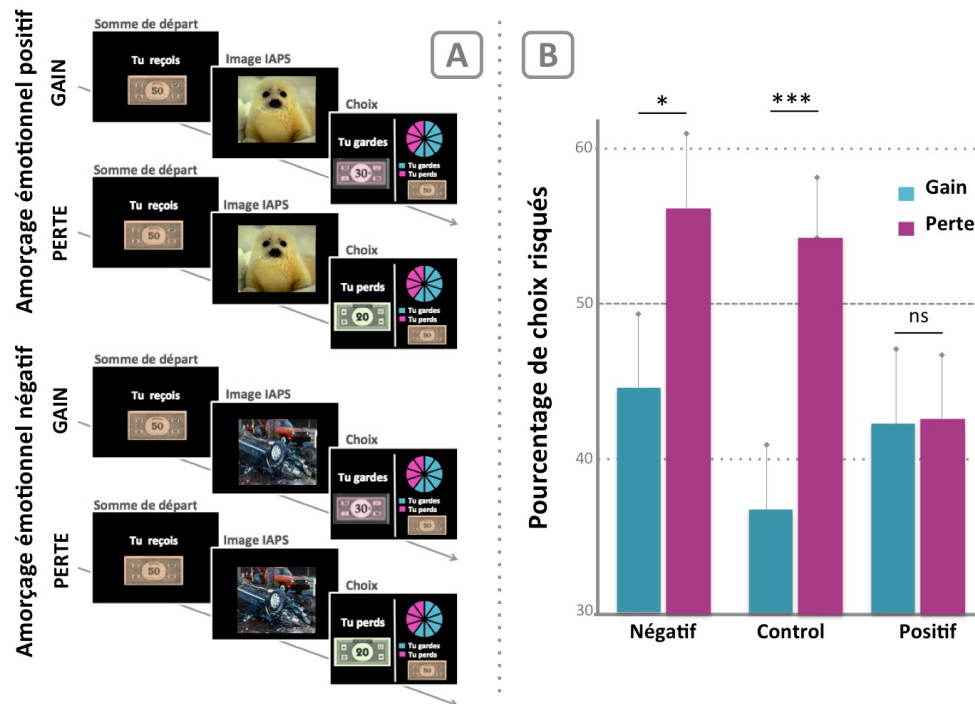 Amorçage émotionnel positif
GAIN
Somme de départ
Tu reçois
50
Image IAPS
Choix
Tu gardes
30
Tu gardes
Tu perds
50
PERTE
Somme de départ
Tu reçois
50
Image IAPS
Choix
Tu perds
20
Tu gardes
Tu perds
50
Amorçage émotionnel négatif
GAIN
Somme de départ
Tu reçois
50
Image IAPS
Choix
Tu gardes
30
Tu gardes
Tu perds
50
PERTE
Somme de départ
Tu reçois
50
Image IAPS
Choix
Tu perds
20
Tu gardes
Tu perds
50
A
B
Pourcentage de choix risqués
60
50
40
30
*
***
ns
Gain
Perte
Négatif
Control
Positif